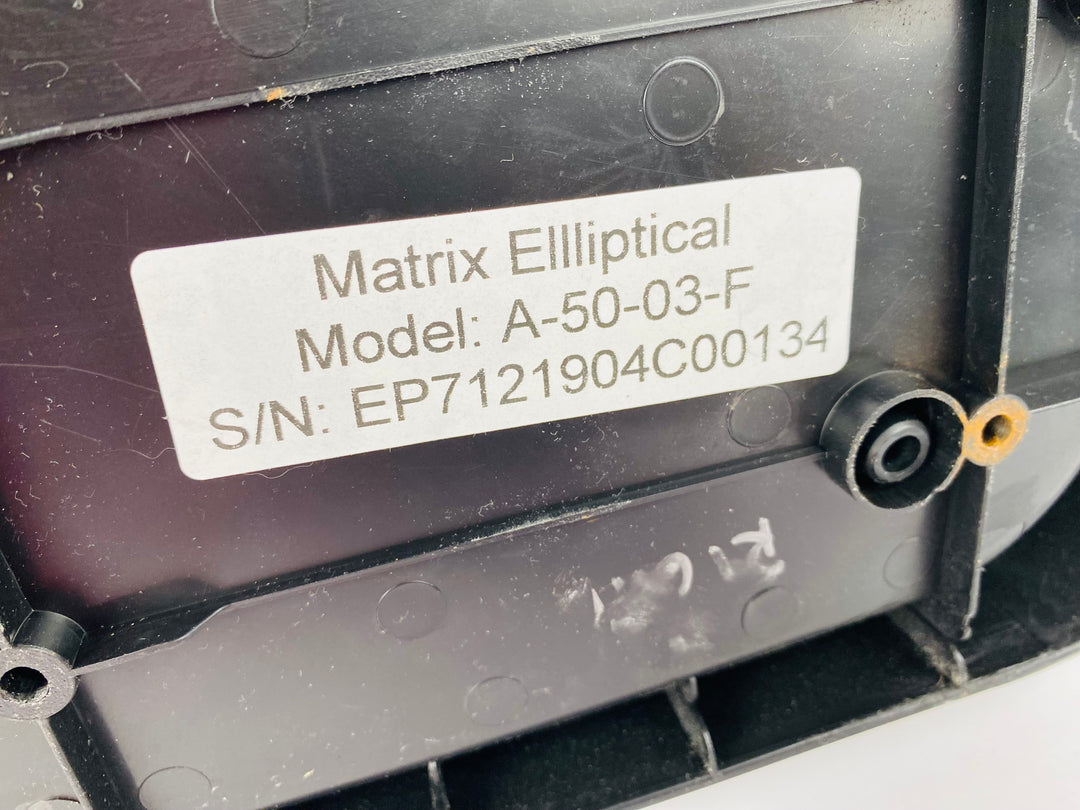 Matrix Ellliptical
Model: A-50-03-F
S/N: EP7121904C00134